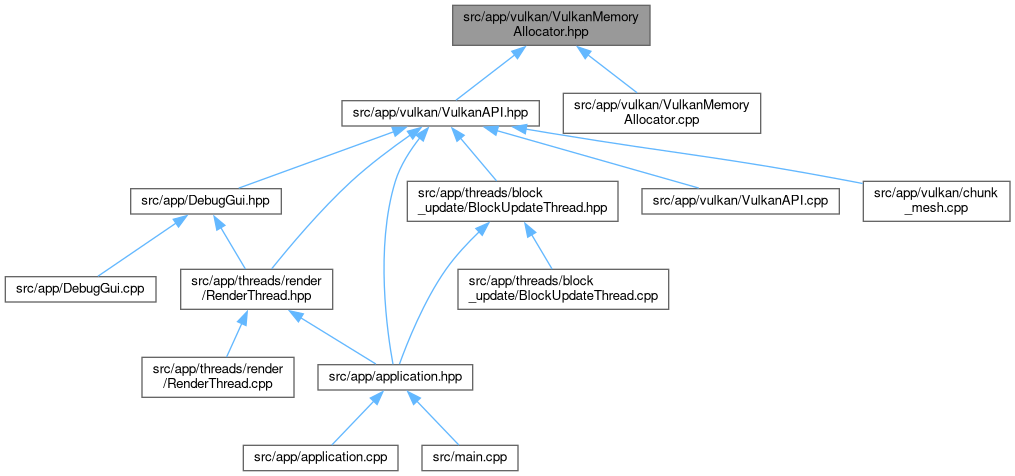 src/app/vulkan/VulkanMemory
Allocator.hpp
src/app/vulkan/VulkanAPI.hpp
src/app/vulkan/VulkanMemory
Allocator.cpp
src/app/DebugGui.hpp
src/app/threads/block
_update/BlockUpdateThread.hpp
src/app/vulkan/VulkanAPI.cpp
src/app/vulkan/chunk
_mesh.cpp
src/app/DebugGui.cpp
src/app/threads/render
/RenderThread.hpp
src/app/threads/block
_update/BlockUpdateThread.cpp
src/app/threads/render
/RenderThread.cpp
src/app/application.hpp
src/app/application.cpp
src/main.cpp